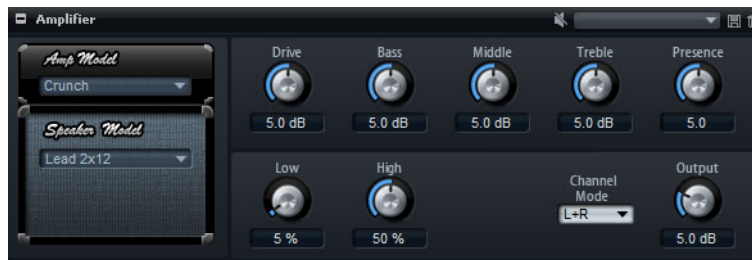 Amplifier
Amp Model
Crunch
Speaker Model
Lead 2x12
Drive Bass Middle Treble Presence
5.0 dB 5.0 dB 5.0 dB 5.0 dB 5.0
Low High Channel Mode Output
5 % 50 % L+R 5.0 dB